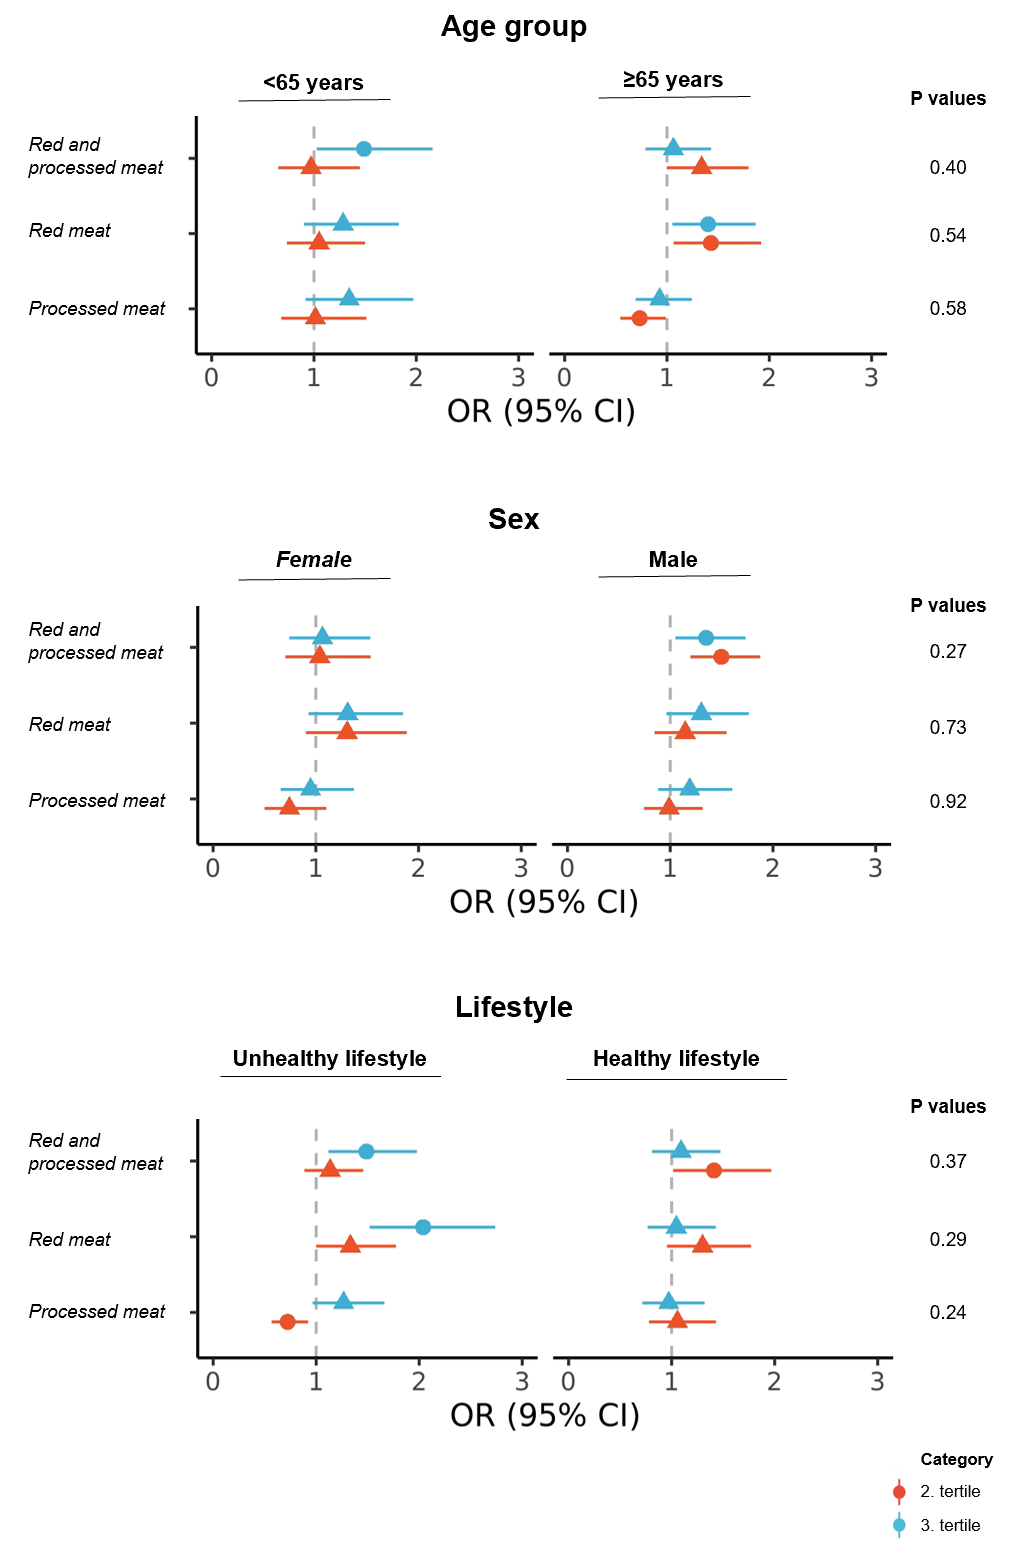 Age group
<65 years
≥65 years
P values
Red and
processed meat
0.40
Red meat
0.54
Processed meat
0.58
0 1 2 3 0 1 2 3
OR (95% CI)
Sex
Female
Male
P values
Red and
processed meat
0.27
Red meat
0.73
Processed meat
0.92
0 1 2 3 0 1 2 3
OR (95% CI)
Lifestyle
Unhealthy lifestyle
Healthy lifestyle
P values
Red and
processed meat
0.37
Red meat
0.29
Processed meat
0.24
0 1 2 3 0 1 2 3
OR (95% CI)
Category
2. tertile
3. tertile